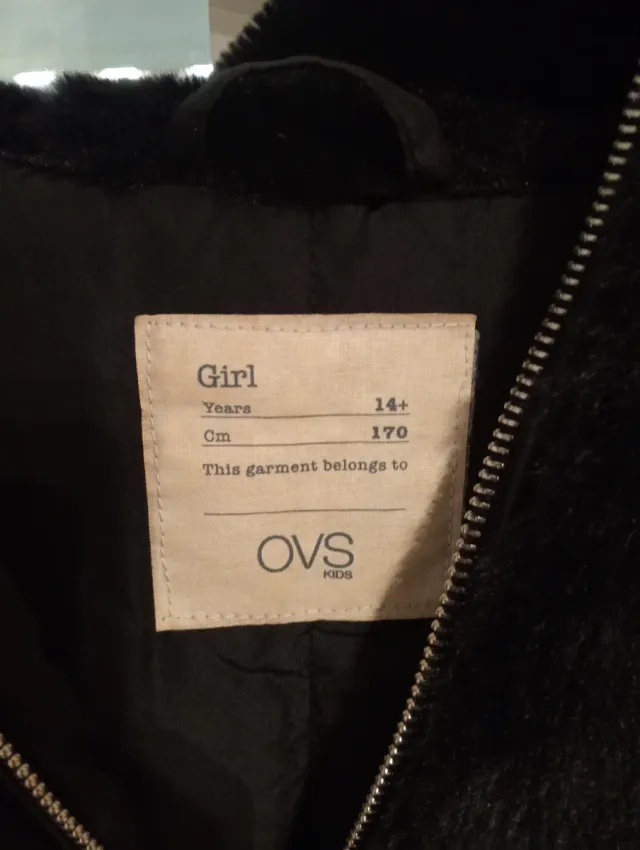 Girl
Years 14+
Cm 170
This garment belongs to
OVS
KIDS